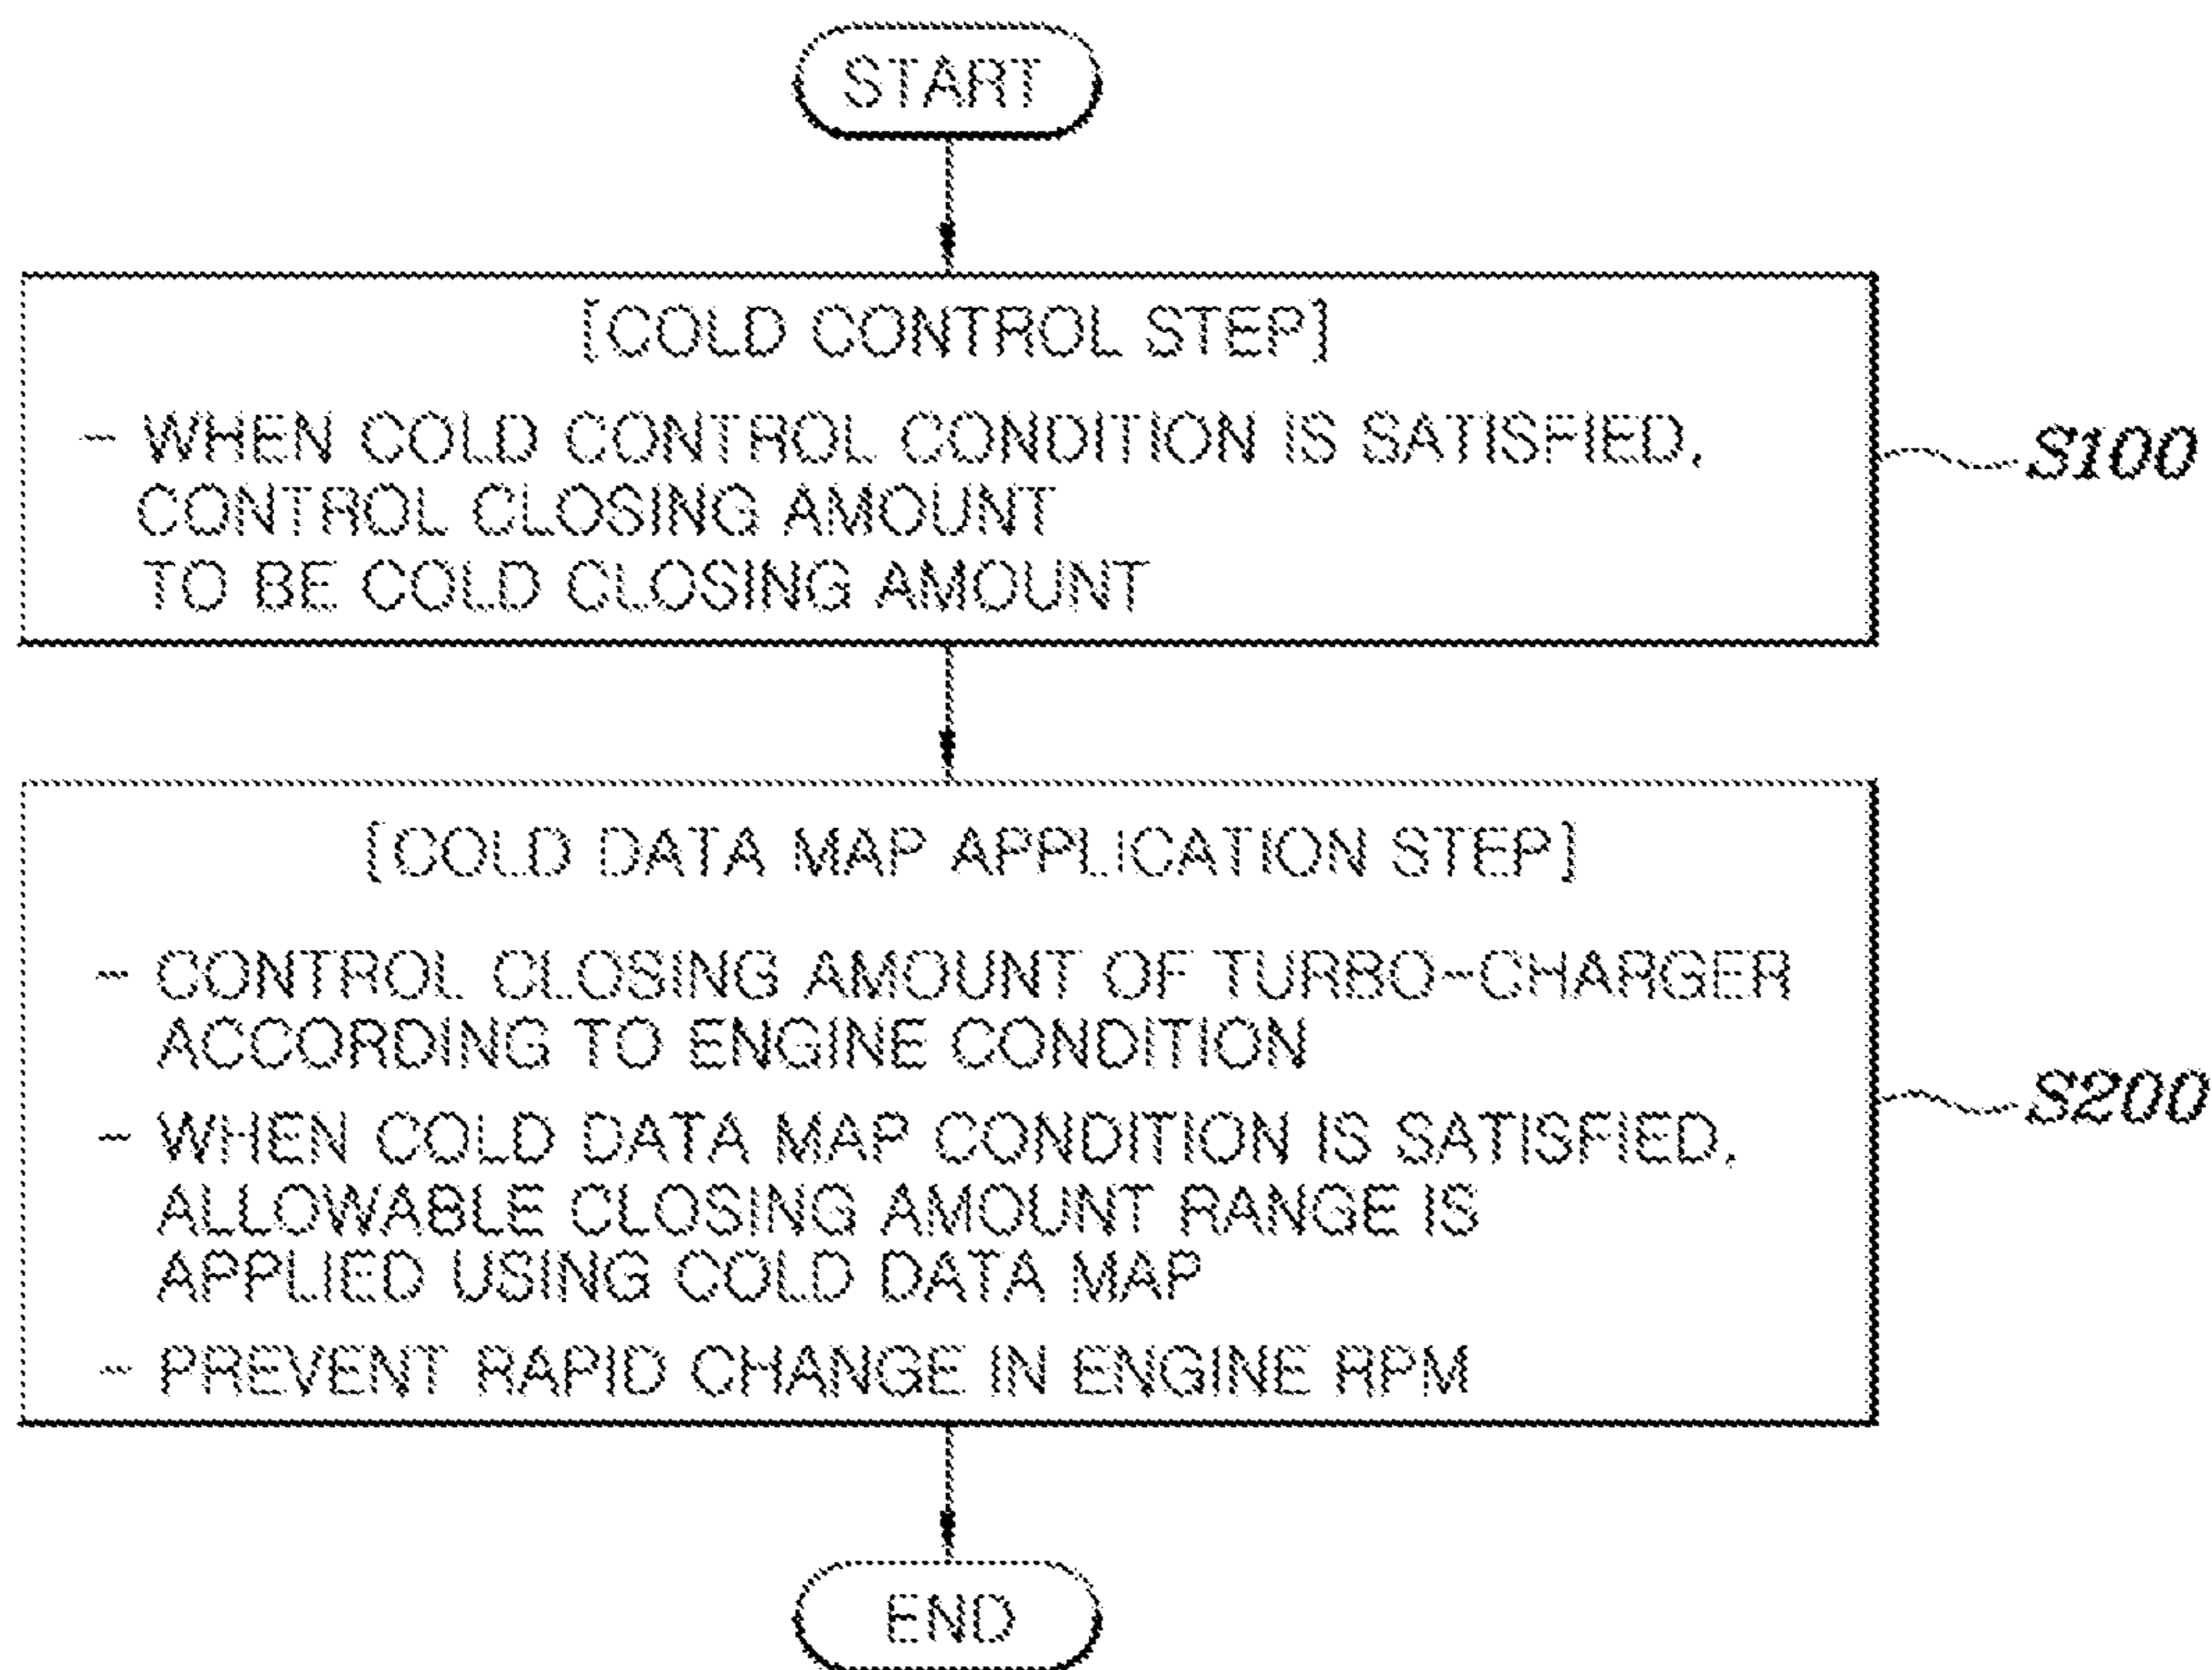 START
[COLD CONTROL STEP]
- WHEN COLD CONTROL CONDITION IS SATISFIED,
CONTROL CLOSING AMOUNT
TO BE COLD CLOSING AMOUNT
S100
[COLD DATA MAP APPLICATION STEP]
- CONTROL CLOSING AMOUNT OF TURBO-CHARGER
ACCORDING TO ENGINE CONDITION
- WHEN COLD DATA MAP CONDITION IS SATISFIED,
ALLOWABLE CLOSING AMOUNT RANGE IS
APPLIED USING COLD DATA MAP
- PREVENT RAPID CHANGE IN ENGINE RPM
S200
END